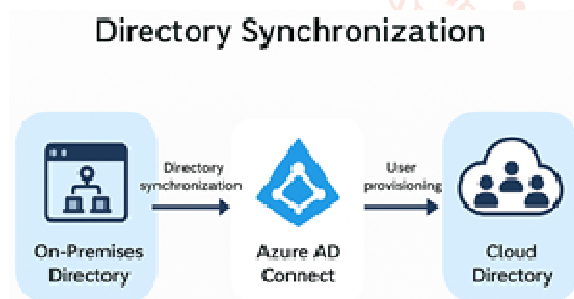 Directory Synchronization
Directory
synchronization
User
provisioning
On-Premises
Directory
Azure AD
Connect
Cloud
Directory